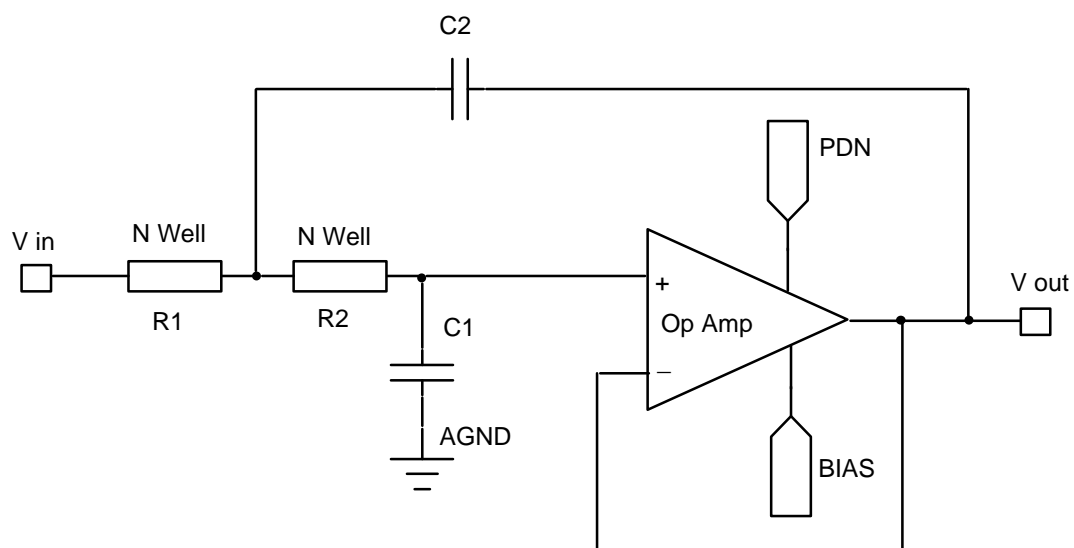 C2
PDN
N Well
N Well
V in
V out
+
R1
R2
Op Amp
C1
−
AGND
BIAS